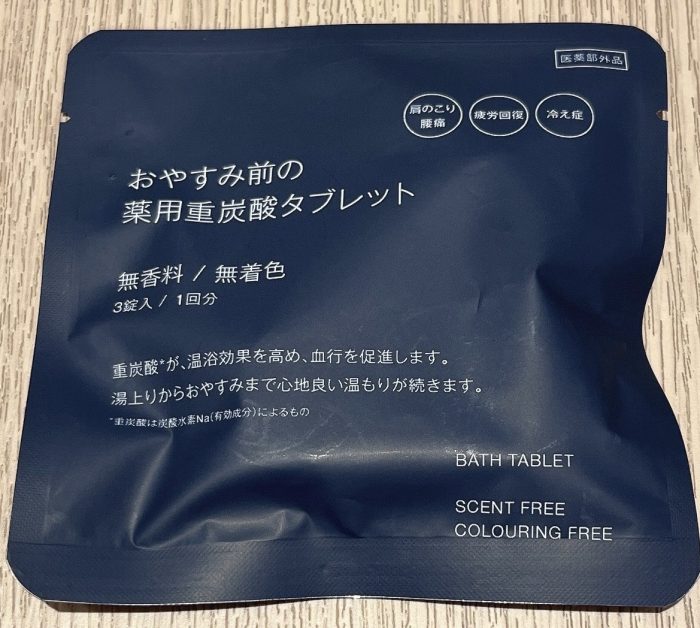 医薬部外品
肩のこり
腰痛
疲労回復
冷え症
おやすみ前の
薬用重炭酸タブレット
無香料 / 無着色
3錠入 / 1回分
重炭酸*が、温浴効果を高め、血行を促進します。
湯上りからおやすみまで心地良い温もりが続きます。
*重炭酸は炭酸水素Na(有効成分)によるもの
BATH TABLET
SCENT FREE
COLOURING FREE